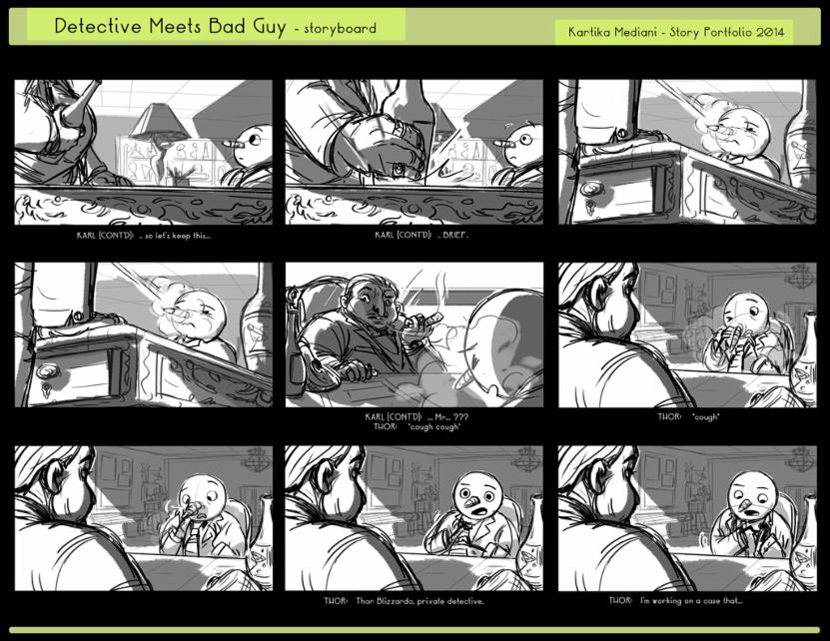 Detective Meets Bad Guy - storyboard
Kartika Mediani - Story Portfolio 2014
KARL (CONT'D): .. so let's keep this...
KARL (CONT'D): .. BRIEF..
KARL (CONT'D): ... Mr... ???
THOR: "cough cough"
THOR: "cough"
THOR: Thor Blizzardo, private detective.
THOR: I'm working on a case that...